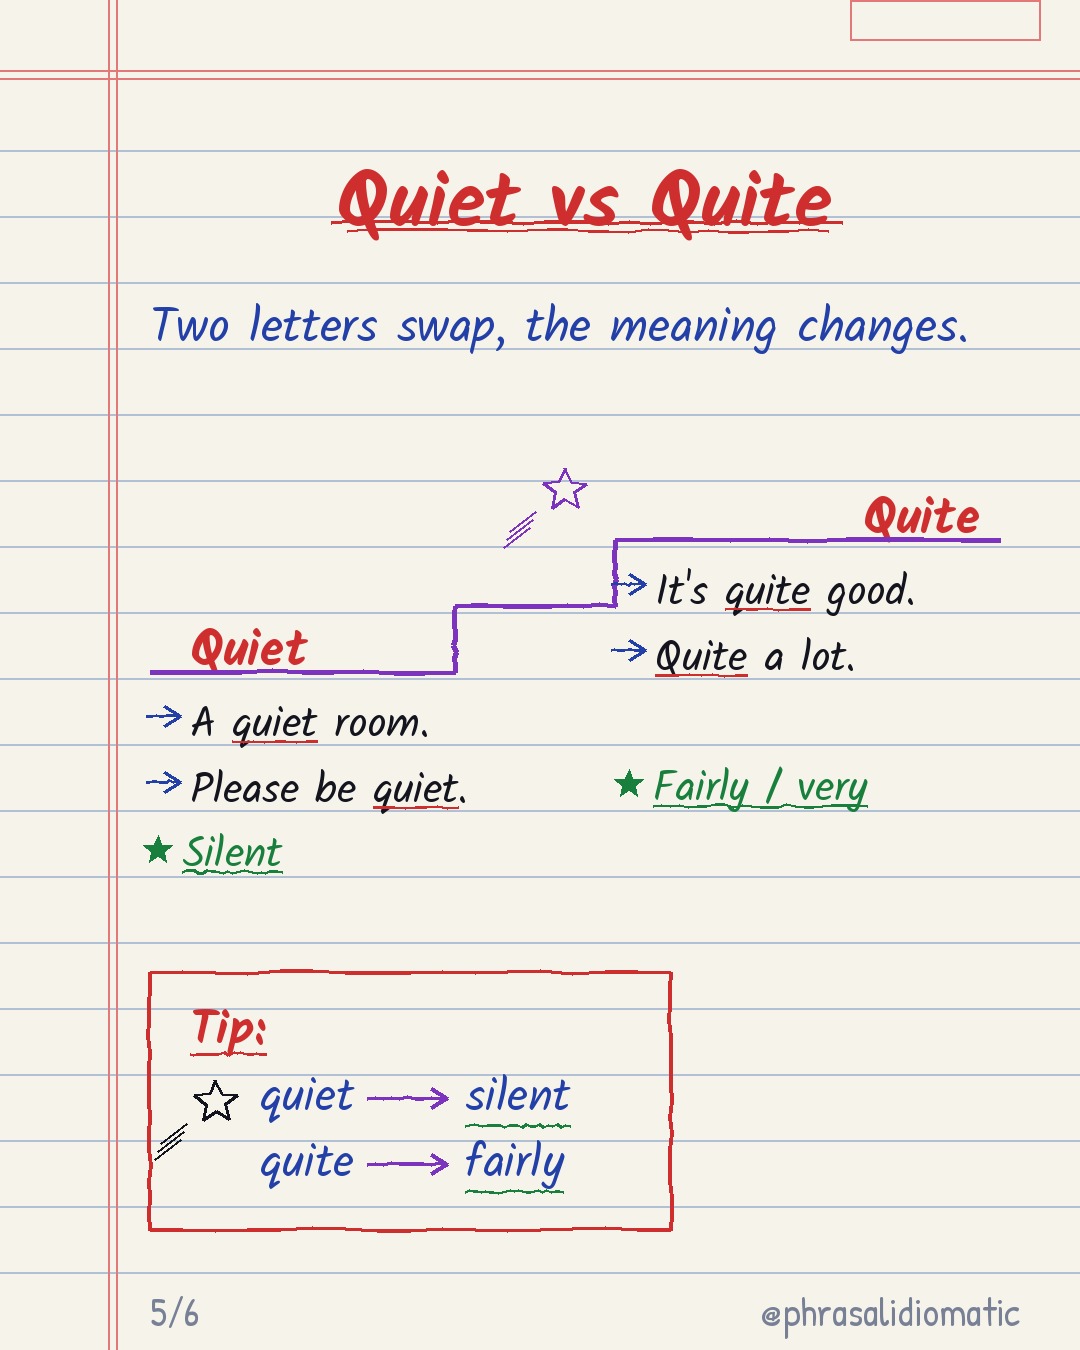 Quiet vs Quite
Two letters swap, the meaning changes.
Quiet
→ A quiet room.
→ Please be quiet.
★ Silent
Quite
→ It's quite good.
→ Quite a lot.
★ Fairly / very
Tip:
quiet → silent
quite → fairly
5/6
@phrasalidiomatic